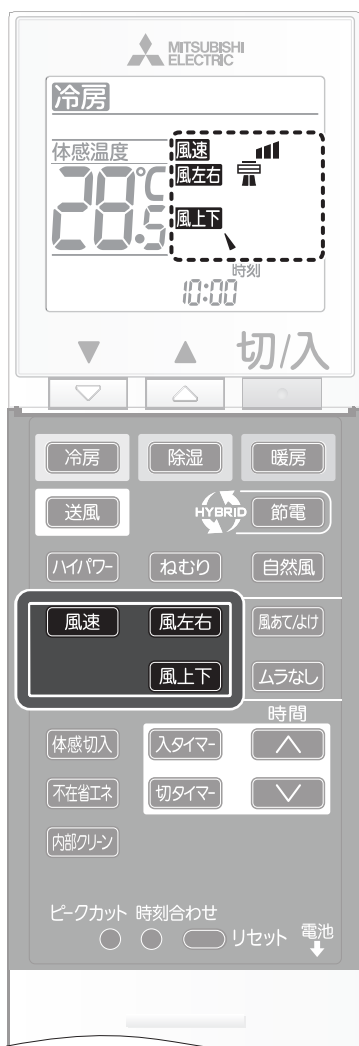 MITSUBISHI
ELECTRIC
冷房
体感温度
風速
風左右
28.5℃
風上下
時刻
10:00
▼ ▲ 切/入
▽ △
冷房 除湿 暖房
送風 HYBRID 節電
ハイパワー ねむり 自然風
風速 風左右 風あて/よけ
風上下 ムラなし
時間
体感切入 入タイマー ∧
不在省エネ 切タイマー ∨
内部クリーン
ピークカット 時刻合わせ
リセット 電池